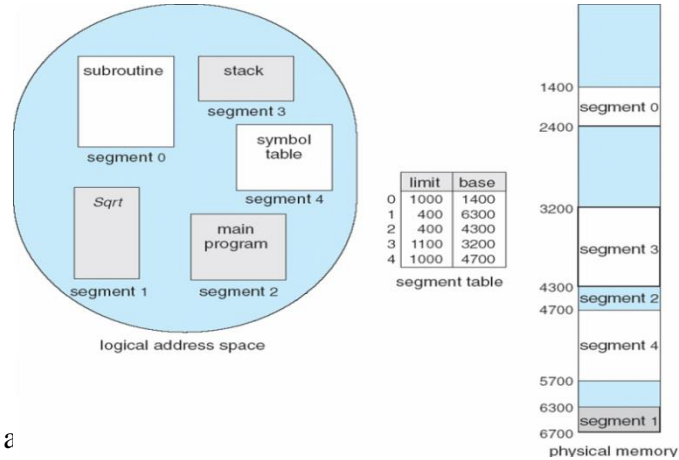 subroutine
stack
segment 3
segment 0
symbol
table
segment 4
Sqrt
main
program
segment 1
segment 2
logical address space
limit base
0 1000 1400
1 400 6300
2 400 4300
3 1100 3200
4 1000 4700
segment table
1400
segment 0
2400
3200
segment 3
4300
segment 2
4700
segment 4
5700
6300
segment 1
6700
physical memory
a